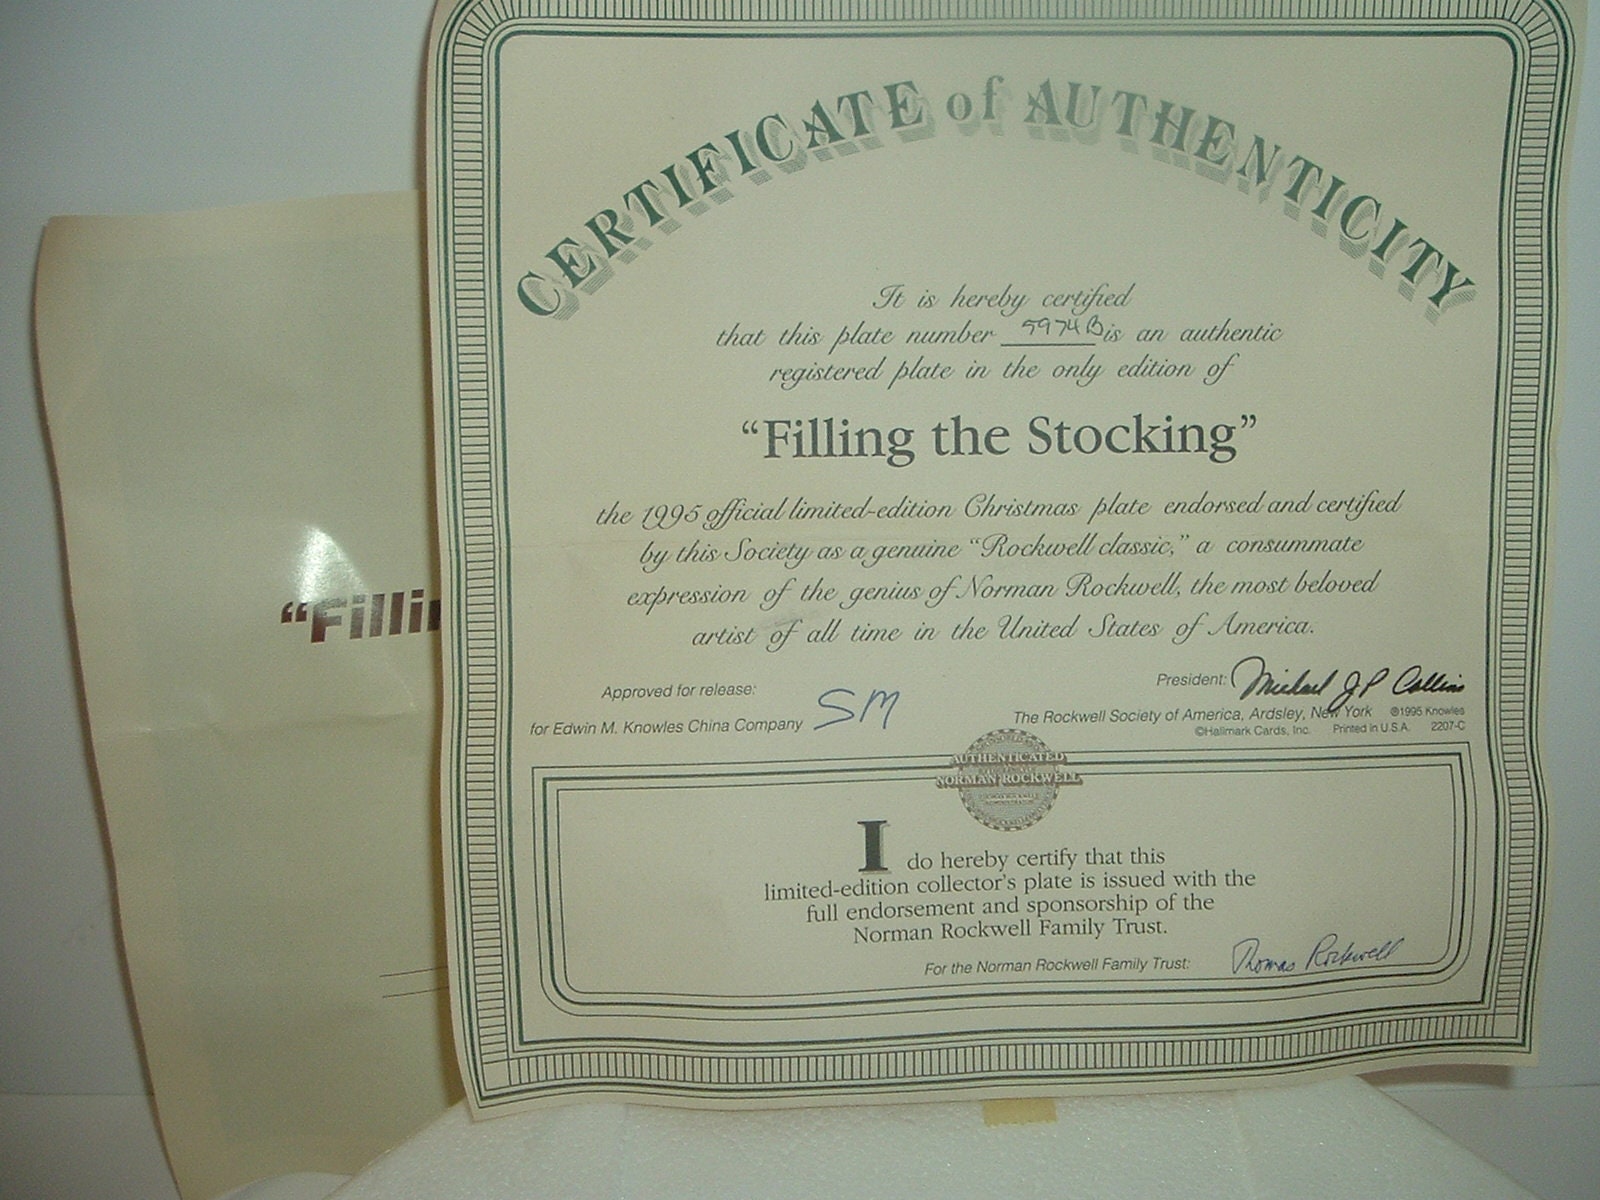 CERTIFICATE of AUTHENTICITY
It is hereby certified
that this plate number 5974B is an authentic
registered plate in the only edition of
“Filling the Stocking”
the 1995 official limited-edition Christmas plate endorsed and certified
by this Society as a genuine “Rockwell classic,” a consummate
expression of the genius of Norman Rockwell, the most beloved
artist of all time in the United States of America.
Approved for release:
for Edwin M. Knowles China Company SM
President: Michael J.P. Collins
The Rockwell Society of America, Ardsley, New York ©1995 Knowles
©Hallmark Cards, Inc. Printed in U.S.A. 2207-C
AUTHENTICATED
NORMAN ROCKWELL
I do hereby certify that this
limited-edition collector's plate is issued with the
full endorsement and sponsorship of the
Norman Rockwell Family Trust.
For the Norman Rockwell Family Trust: Thomas Rockwell
“Fillin